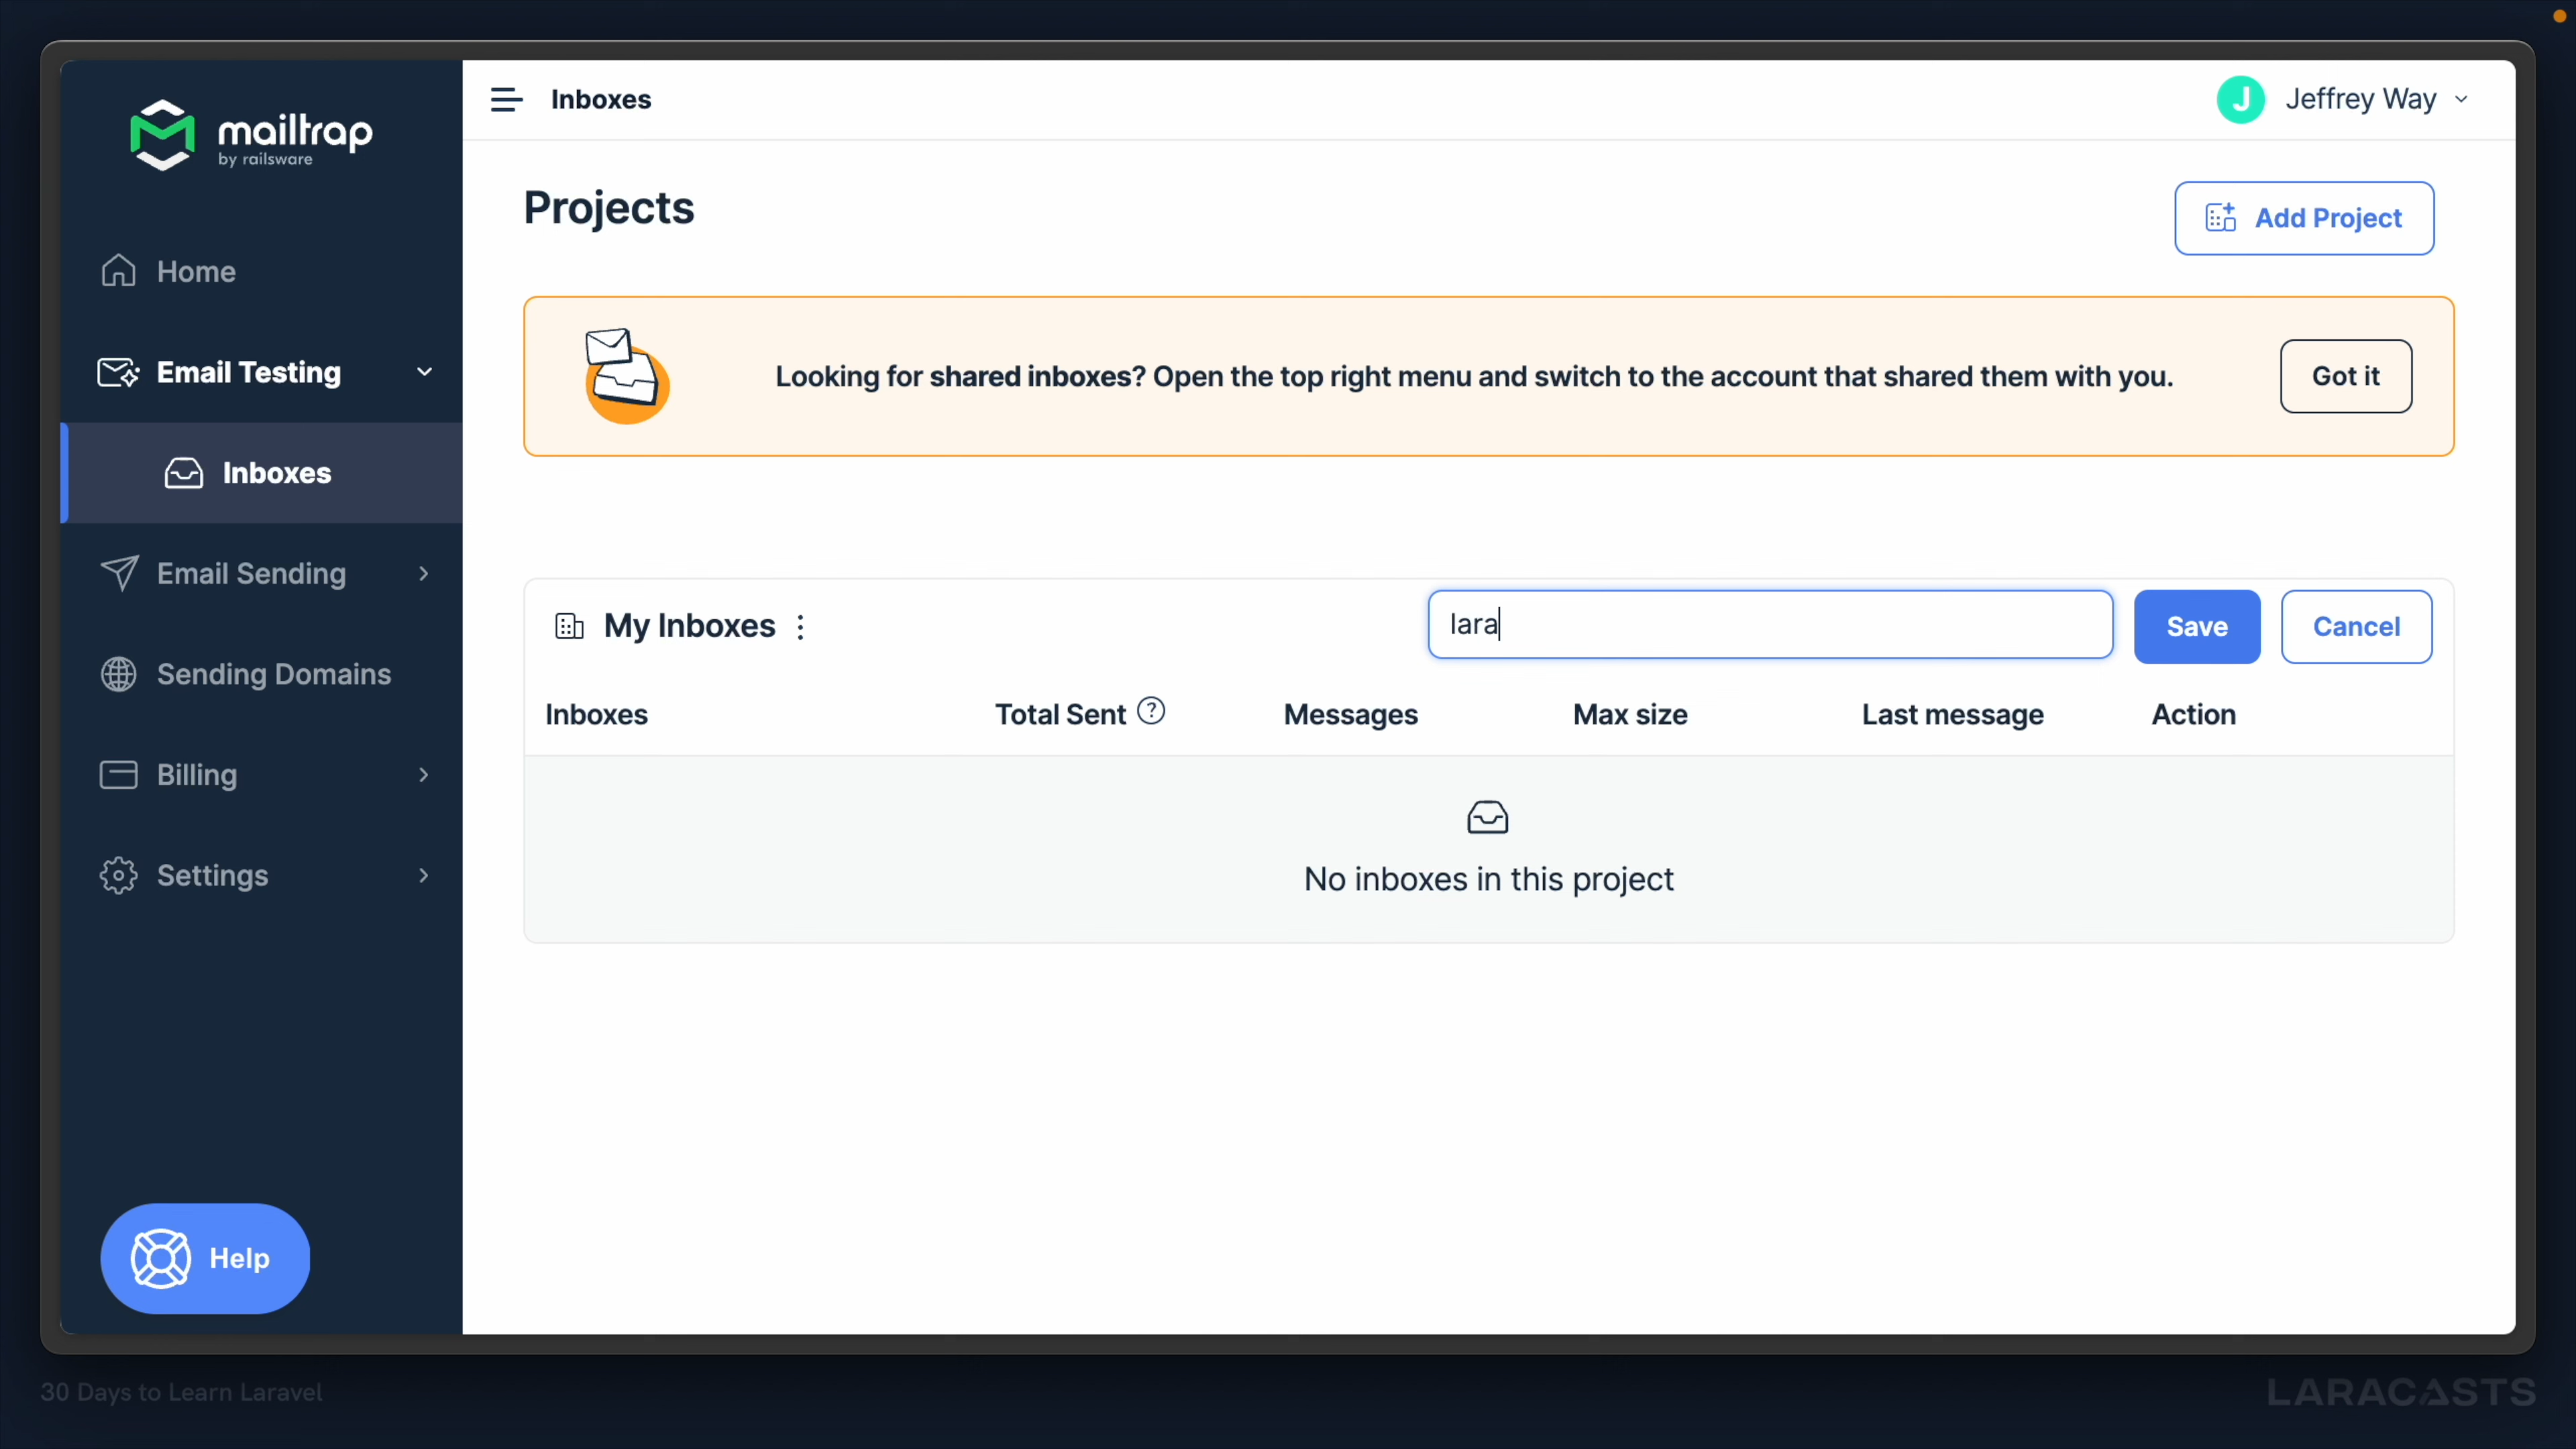 mailtrap
by railsware
Home
Email Testing
Inboxes
Email Sending
Sending Domains
Billing
Settings
Help
Inboxes
J Jeffrey Way
Projects
Add Project
Looking for shared inboxes? Open the top right menu and switch to the account that shared them with you.
Got it
My Inboxes
lara
Save
Cancel
Inboxes Total Sent ? Messages Max size Last message Action
No inboxes in this project
30 Days to Learn Laravel
LARACASTS